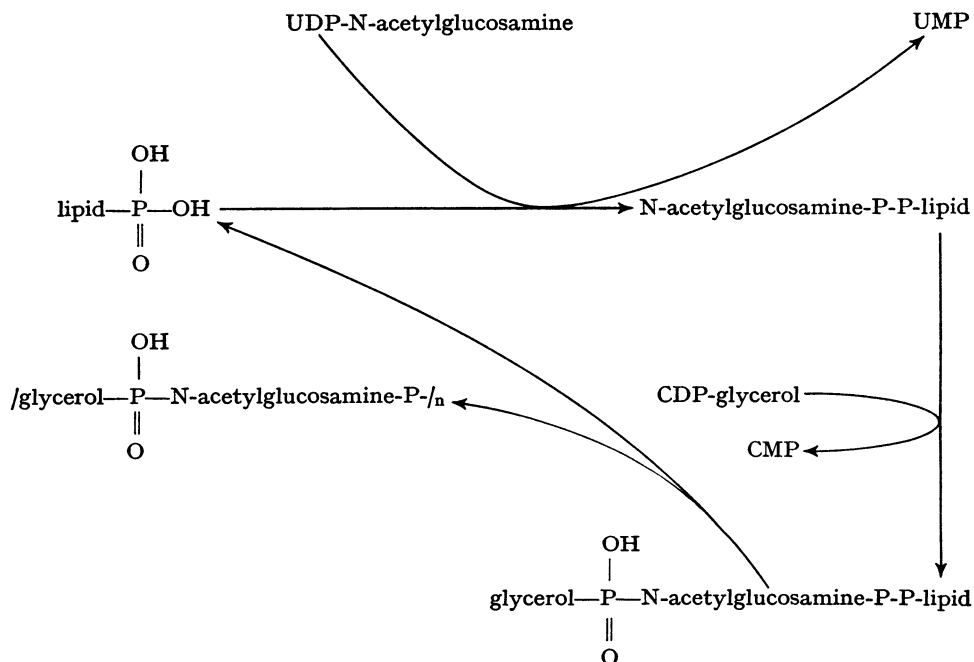 UDP-N-acetylglucosamine UMP
OH
lipid—P—OH N-acetylglucosamine-P-P-lipid
O
OH
/glycerol—P—N-acetylglucosamine-P-/n CDP-glycerol
O CMP
OH
glycerol—P—N-acetylglucosamine-P-P-lipid
O